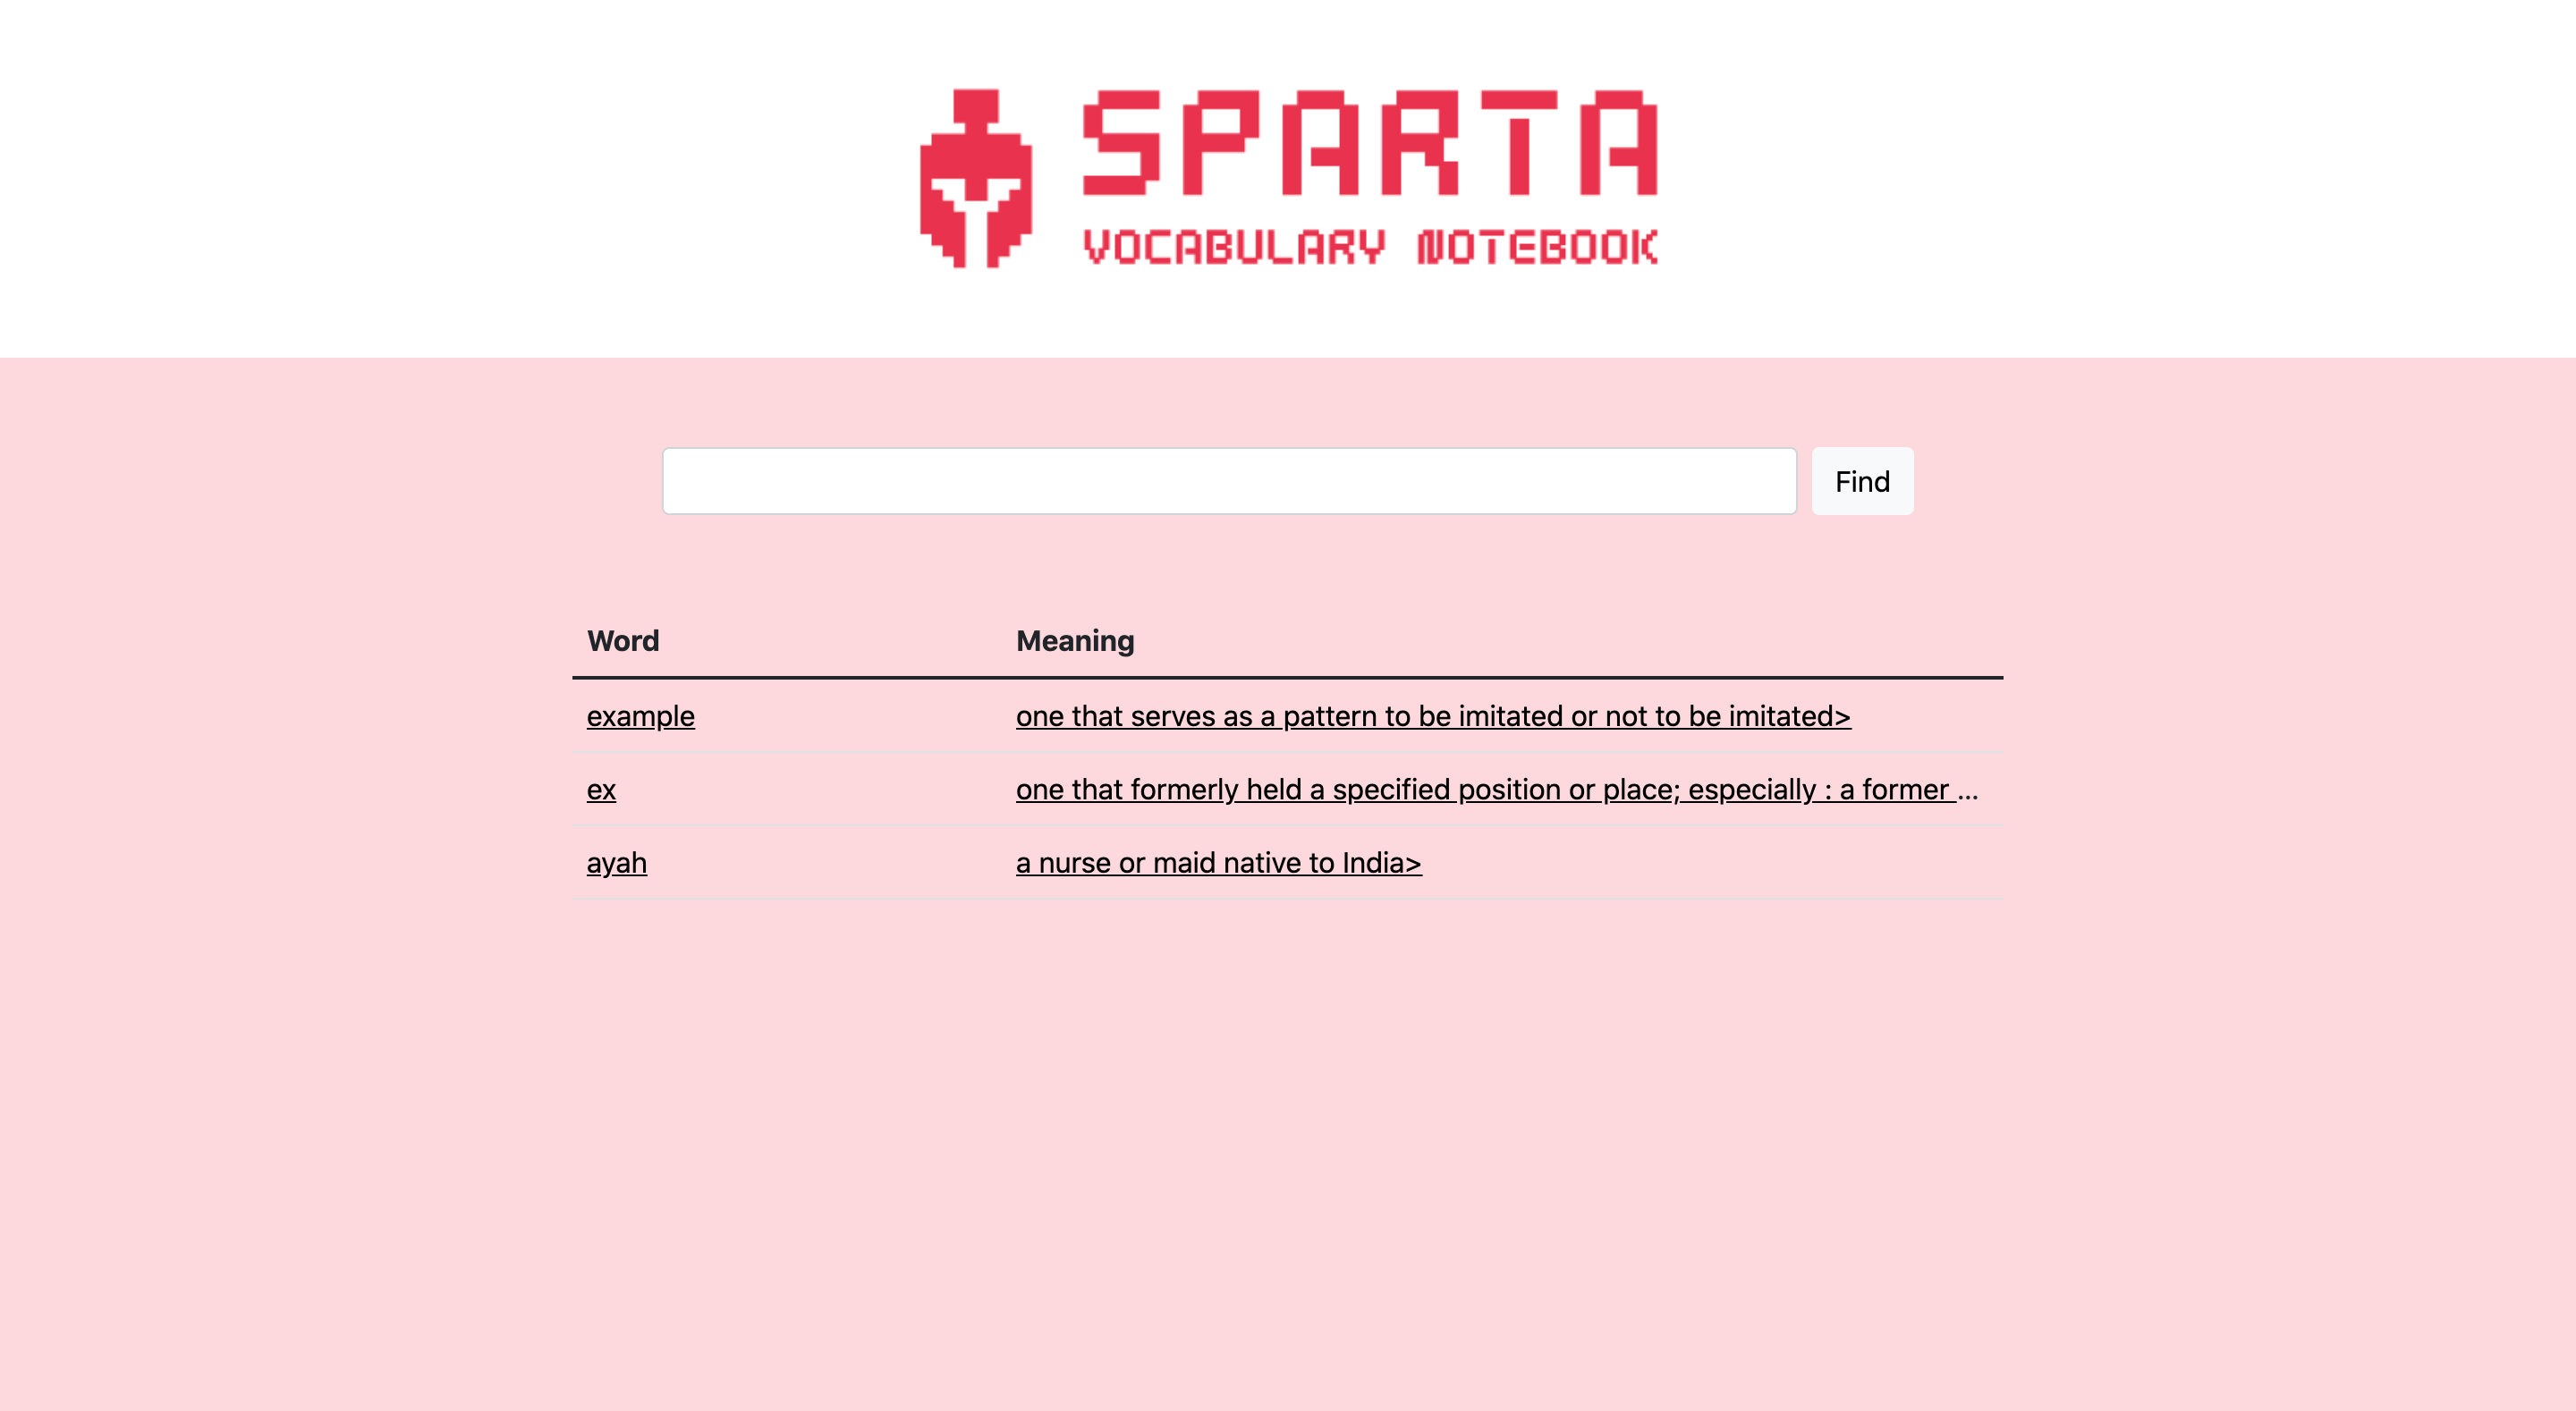 SPARTA
VOCABULARY NOTEBOOK
Find
Word Meaning
example one that serves as a pattern to be imitated or not to be imitated>
ex one that formerly held a specified position or place; especially : a former ...
ayah a nurse or maid native to India>